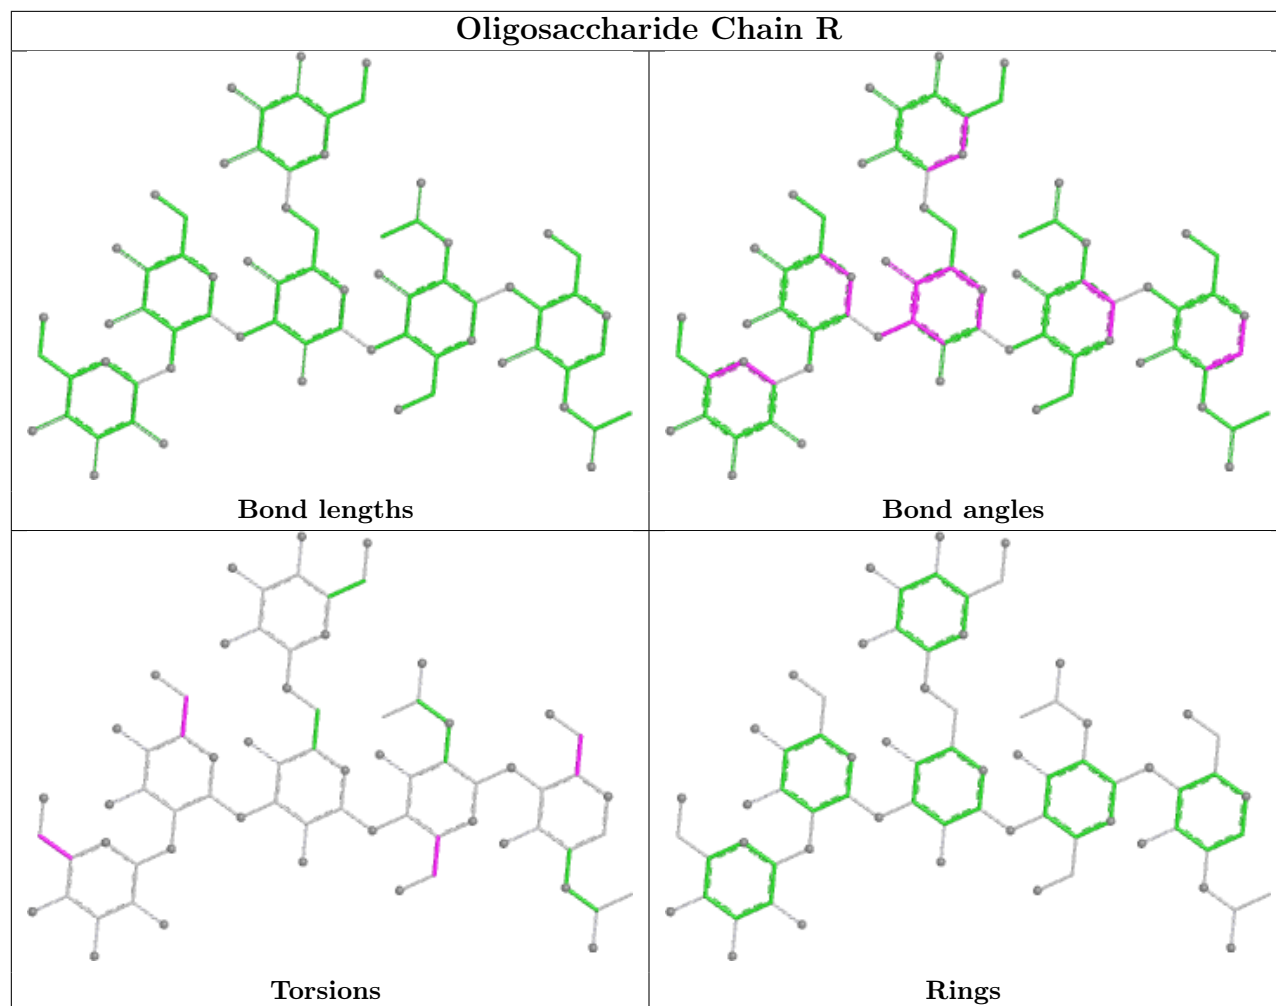 Oligosaccharide Chain R
Bond lengths
Bond angles
Torsions
Rings